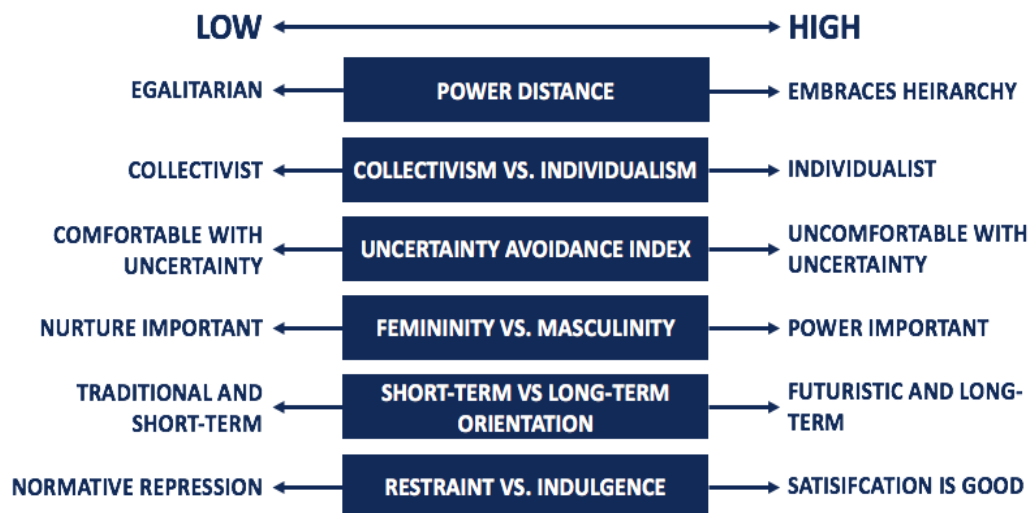 LOW HIGH
EGALITARIAN POWER DISTANCE EMBRACES HEIRARCHY
COLLECTIVIST COLLECTIVISM VS. INDIVIDUALISM INDIVIDUALIST
COMFORTABLE WITH
UNCERTAINTY
UNCERTAINTY AVOIDANCE INDEX
UNCOMFORTABLE WITH
UNCERTAINTY
NURTURE IMPORTANT FEMININITY VS. MASCULINITY POWER IMPORTANT
TRADITIONAL AND
SHORT-TERM
SHORT-TERM VS LONG-TERM
ORIENTATION
FUTURISTIC AND LONG-
TERM
NORMATIVE REPRESSION RESTRAINT VS. INDULGENCE SATISIFCATION IS GOOD